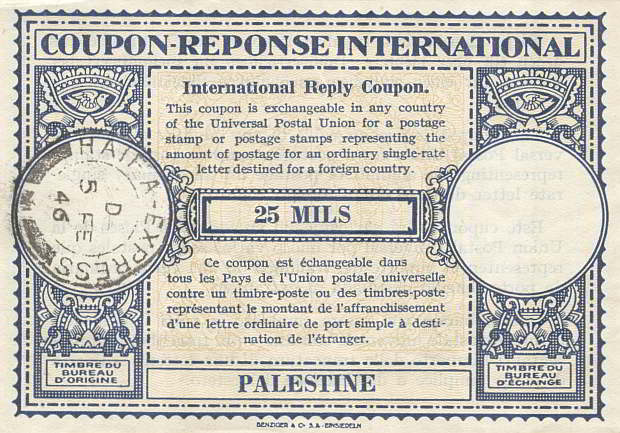 COUPON-REPONSE INTERNATIONAL
International Reply Coupon.
This coupon is exchangeable in any country
of the Universal Postal Union for a postage
stamp or postage stamps representing the
amount of postage for an ordinary single-rate
letter destined for a foreign country.
HAIFA-EXPRESS
D
5 FE
46
25 MILS
Ce coupon est échangeable dans
tous les Pays de l'Union postale universelle
contre un timbre-poste ou des timbres-poste
représentant le montant de l'affranchissement
d'une lettre ordinaire de port simple à desti-
nation de l'étranger.
TIMBRE DU
BUREAU
D'ORIGINE
PALESTINE
TIMBRE DU
BUREAU
D'ÉCHANGE
BENZIGER & Co S.A. EINSIEDELN